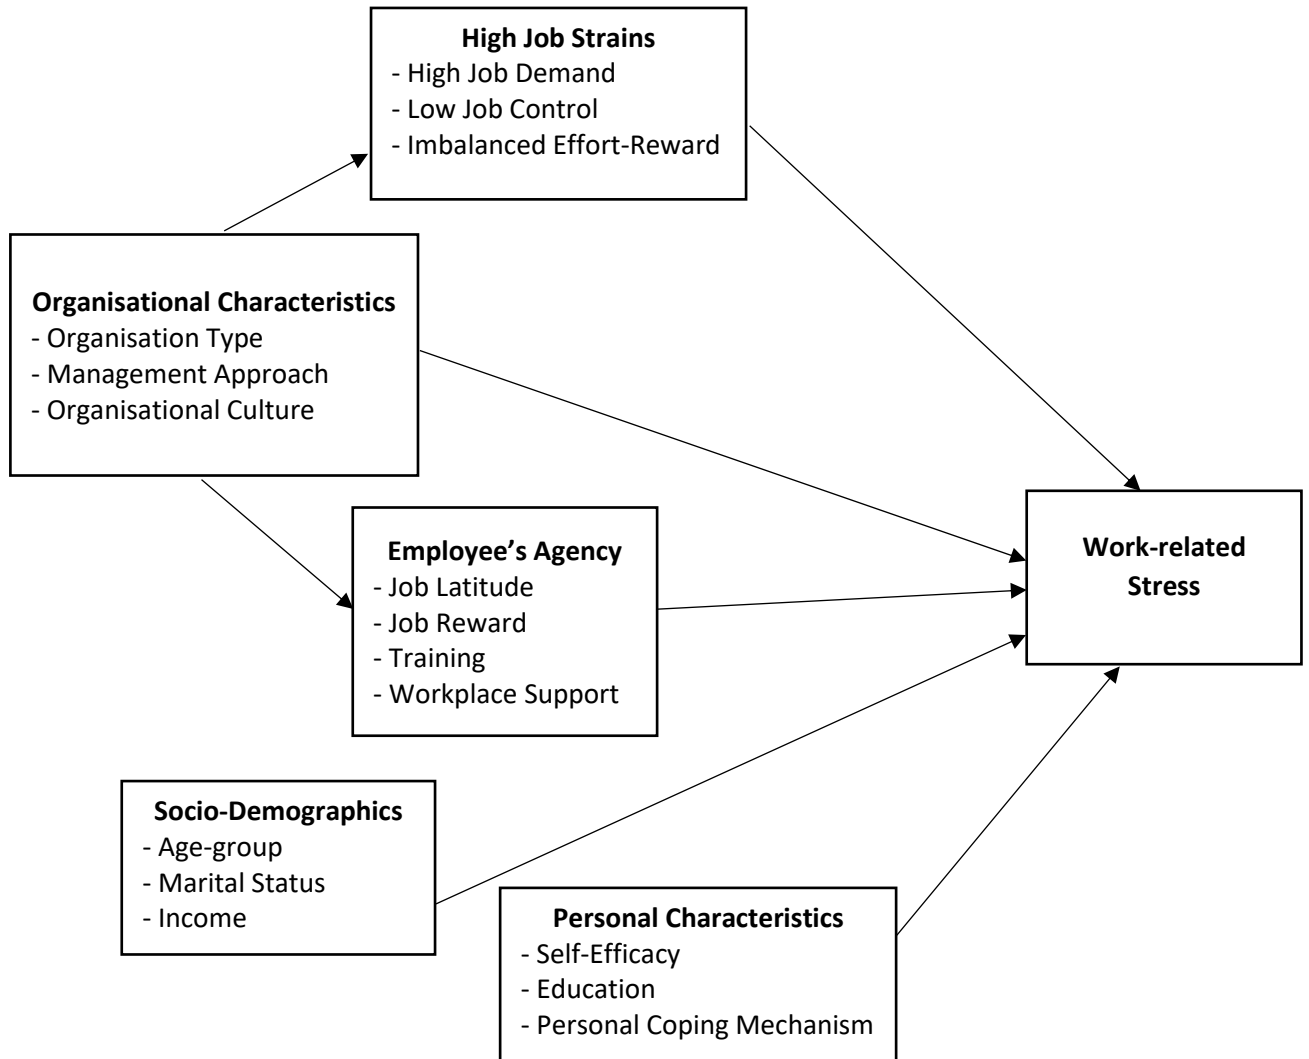 High Job Strains
- High Job Demand
- Low Job Control
- Imbalanced Effort-Reward
Organisational Characteristics
- Organisation Type
- Management Approach
- Organisational Culture
Employee’s Agency
- Job Latitude
- Job Reward
- Training
- Workplace Support
Work-related
Stress
Socio-Demographics
- Age-group
- Marital Status
- Income
Personal Characteristics
- Self-Efficacy
- Education
- Personal Coping Mechanism